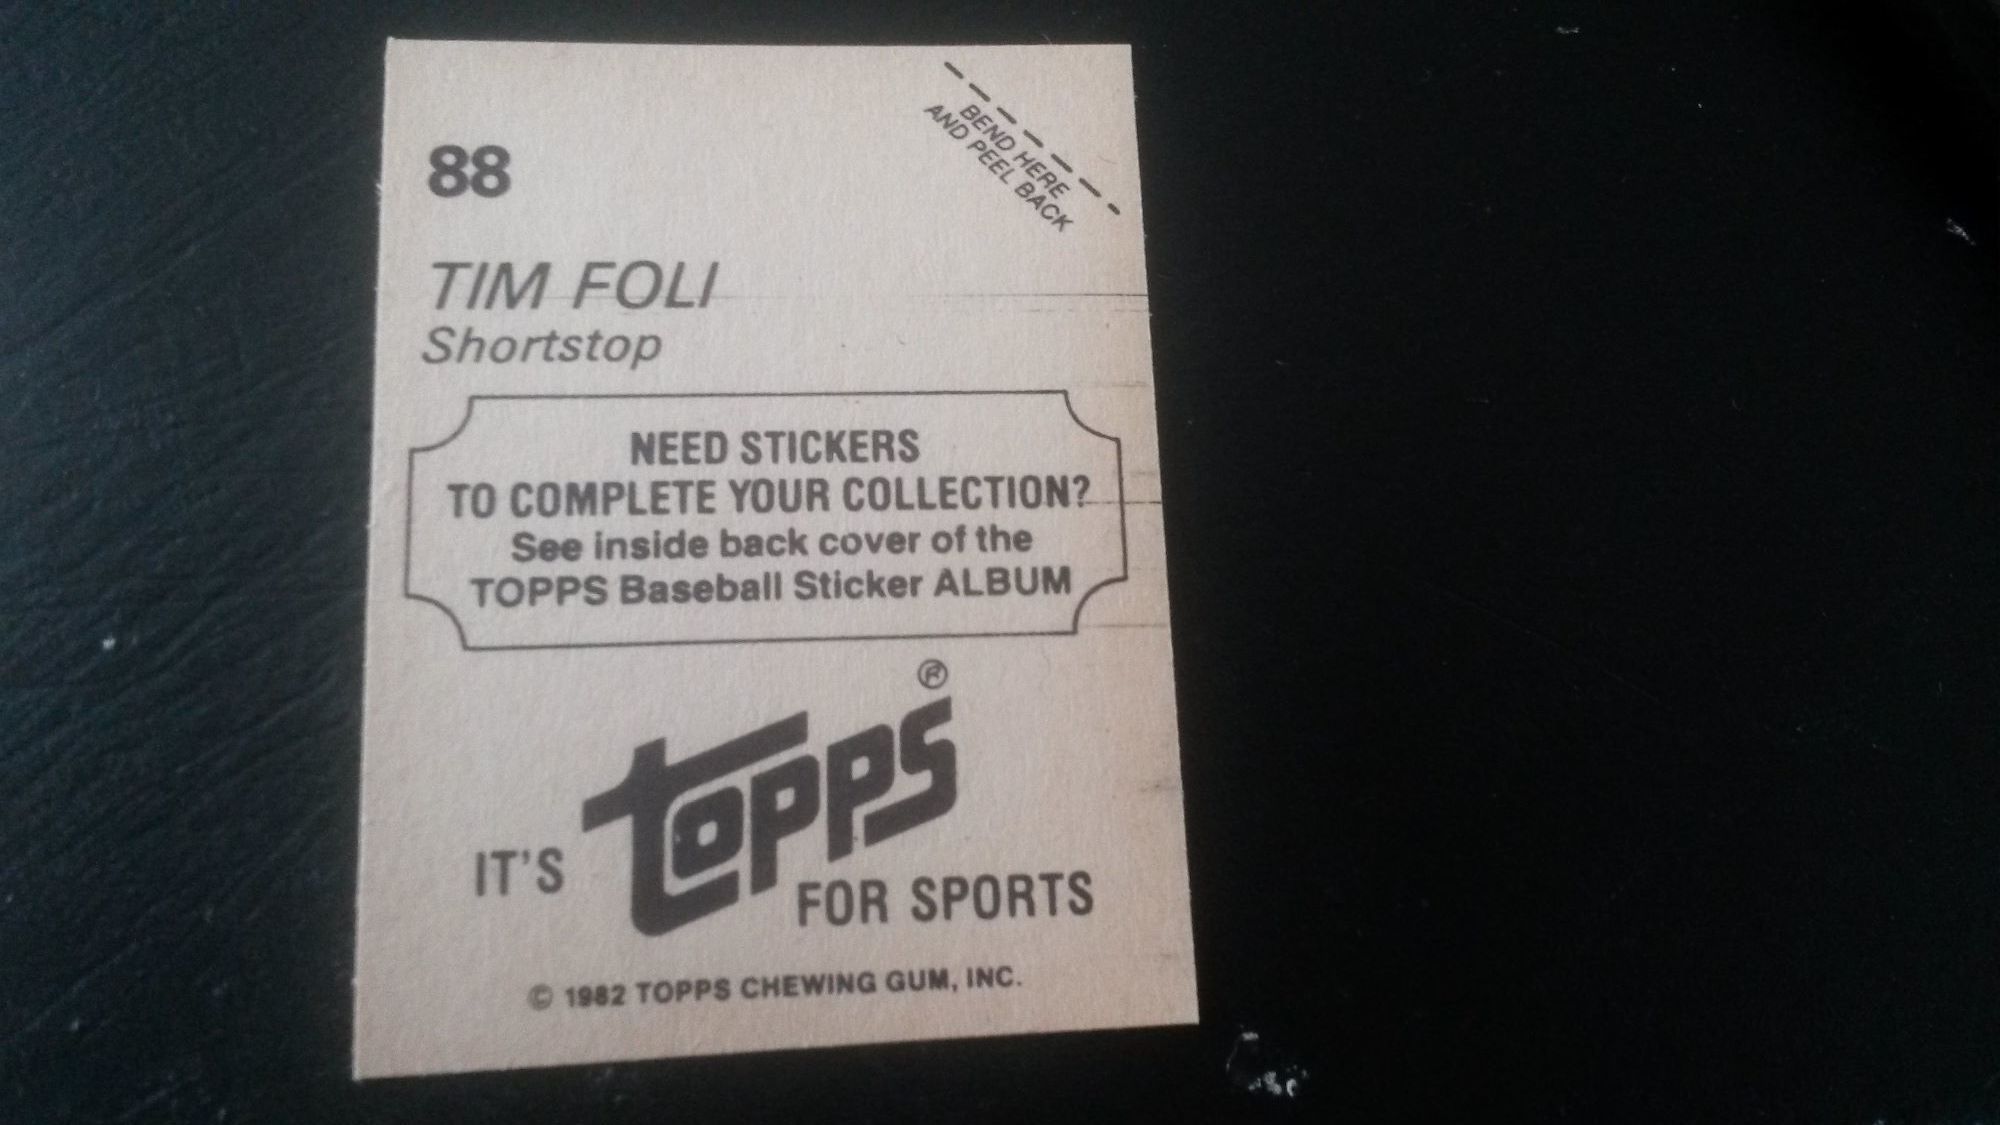 BEND HERE
AND PEEL BACK
88
TIM FOLI
Shortstop
NEED STICKERS
TO COMPLETE YOUR COLLECTION?
See inside back cover of the
TOPPS Baseball Sticker ALBUM
IT'S TOPPS® FOR SPORTS
© 1982 TOPPS CHEWING GUM, INC.